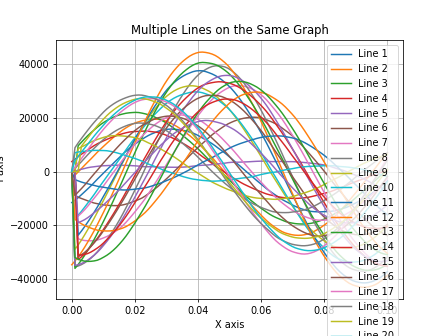 Multiple Lines on the Same Graph
40000
20000
0
−20000
−40000
0.00
0.02
0.04
0.06
X axis
axis
Line 1
Line 2
Line 3
Line 4
Line 5
Line 6
Line 7
Line 8
Line 9
Line 10
Line 11
Line 12
Line 13
Line 14
Line 15
Line 16
Line 17
Line 18
Line 19
Line 20